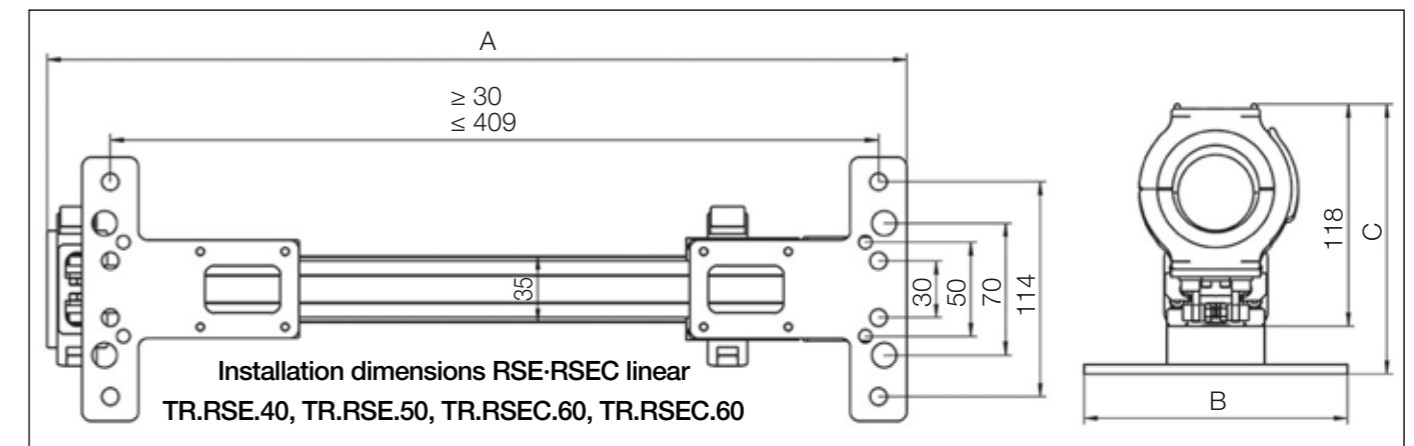 A
≥ 30
≤ 409
35
30
50
70
114
118
C
B
Installation dimensions RSE·RSEC linear
TR.RSE.40, TR.RSE.50, TR.RSEC.60, TR.RSEC.60